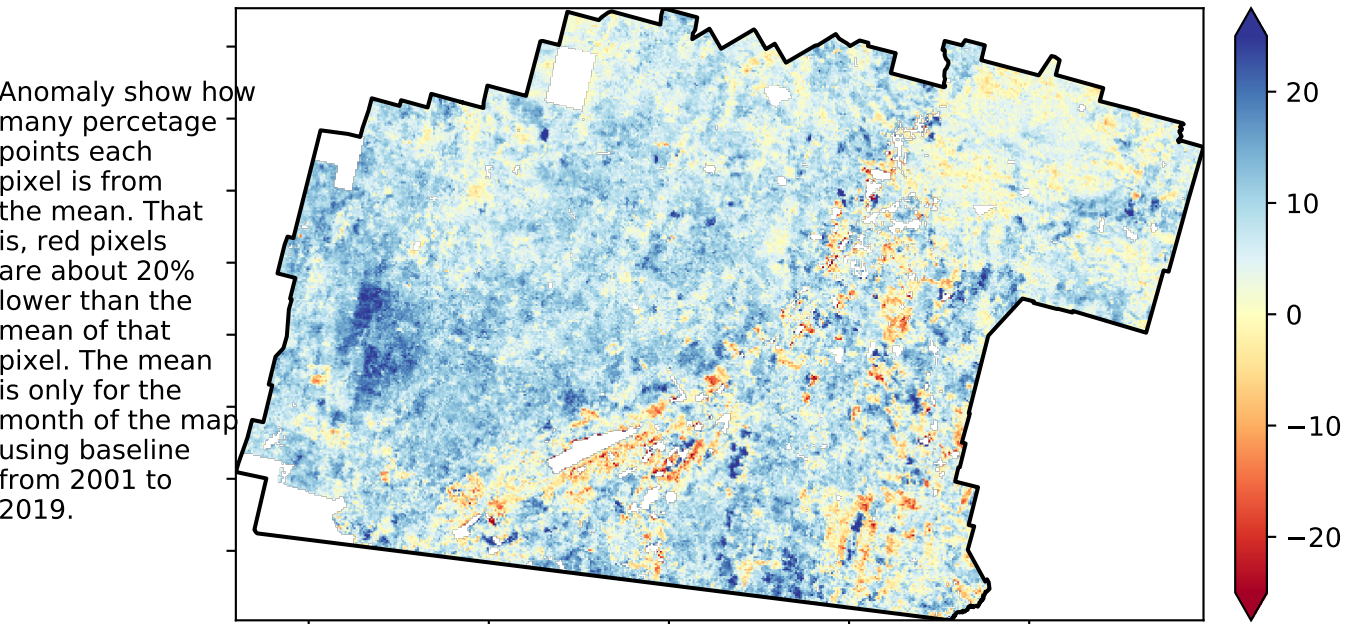 Anomaly show how
many percetage
points each
pixel is from
the mean. That
is, red pixels
are about 20%
lower than the
mean of that
pixel. The mean
is only for the
month of the map
using baseline
from 2001 to
2019.
20
10
0
−10
−20